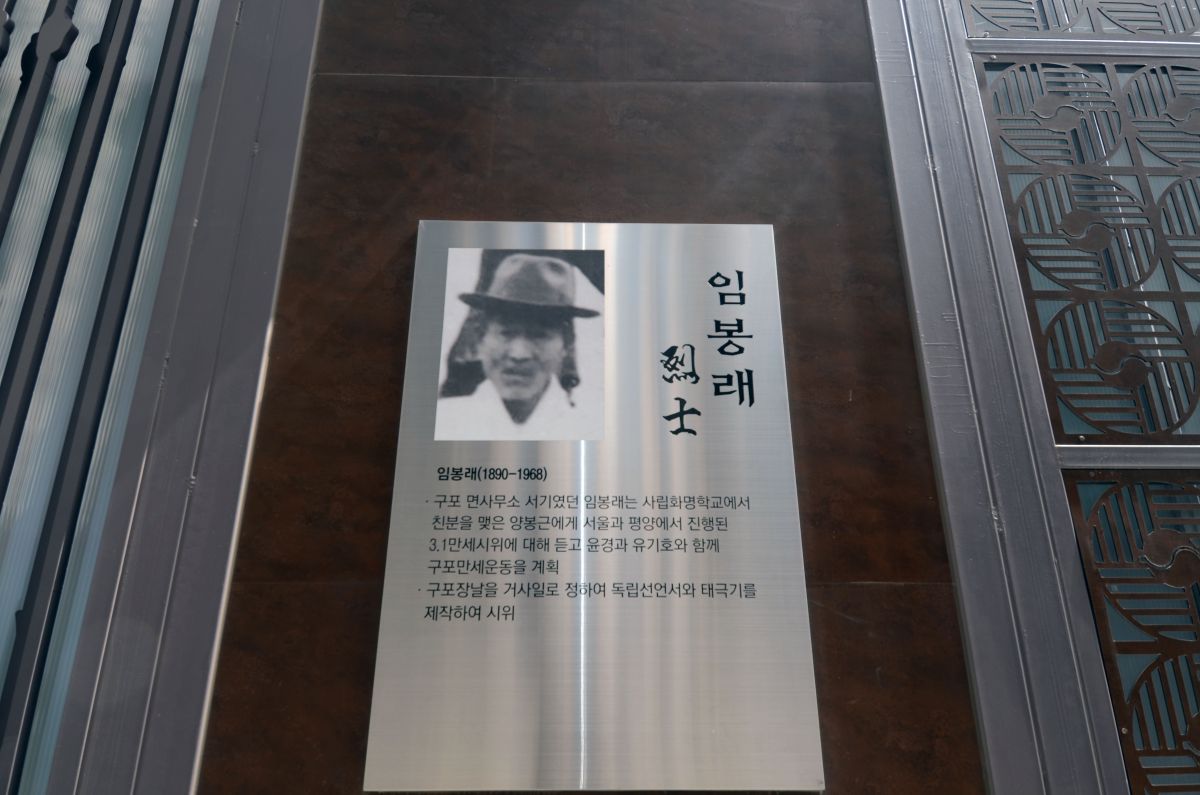 임봉래
烈士
임봉래(1890-1968)
· 구포 면사무소 서기였던 임봉래는 사립화명학교에서
친분을 맺은 양봉근에게 서울과 평양에서 진행된
3.1만세시위에 대해 듣고 윤경과 유기호와 함께
구포만세운동을 계획
· 구포장날을 거사일로 정하여 독립선언서와 태극기를
제작하여 시위